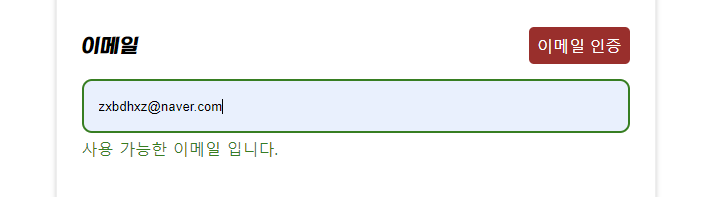 이메일
이메일 인증
zxbdhxz@naver.com
사용 가능한 이메일 입니다.